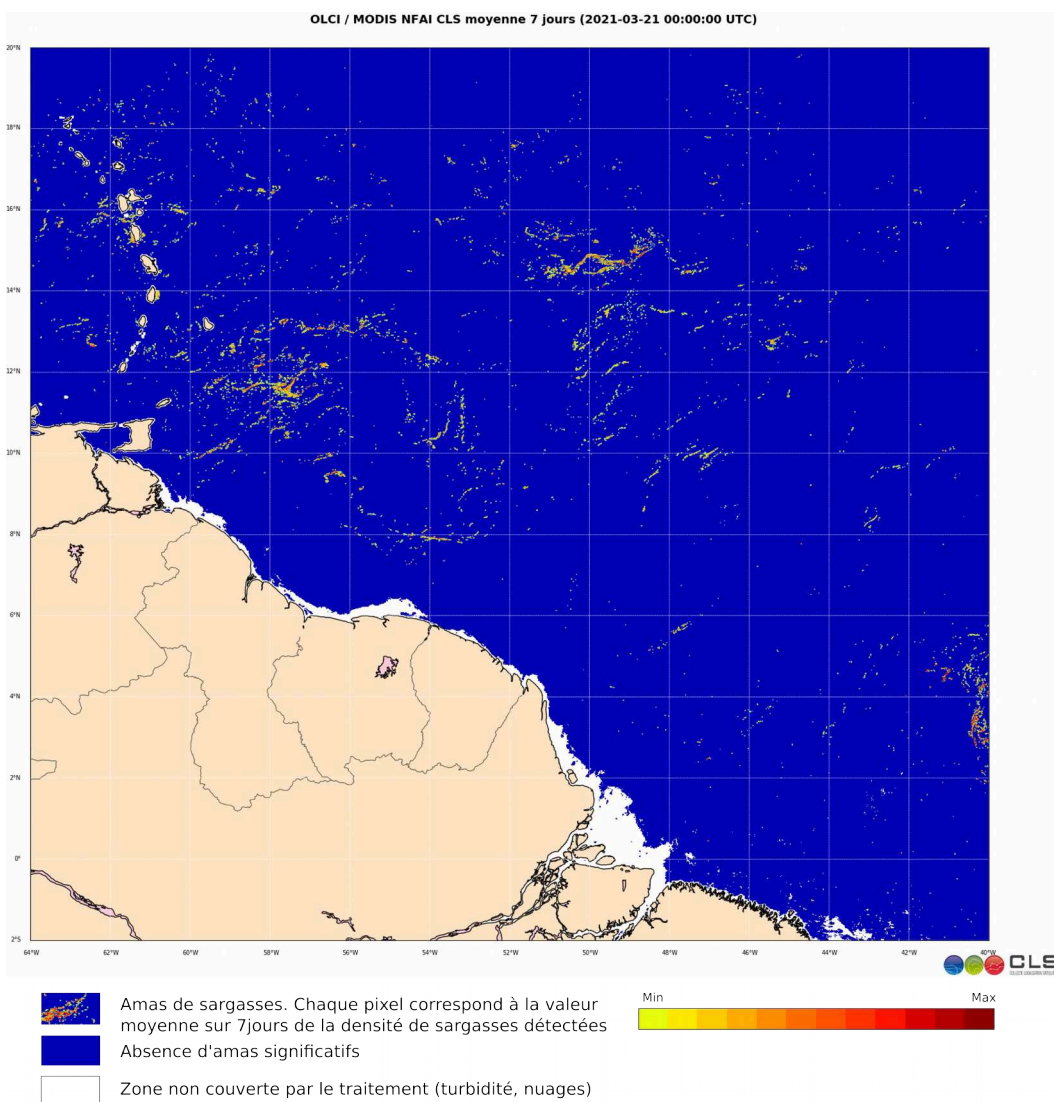 OLCI / MODIS NFAI CLS moyenne 7 jours (2021-03-21 00:00:00 UTC)
20°N
18°N
16°N
14°N
12°N
10°N
8°N
6°N
4°N
2°N
0°
2°S
64°W 62°W 60°W 58°W 56°W 54°W 52°W 50°W 48°W 46°W 44°W 42°W 40°W
CLS
Amas de sargasses. Chaque pixel correspond à la valeur
moyenne sur 7jours de la densité de sargasses détectées
Min Max
Absence d'amas significatifs
Zone non couverte par le traitement (turbidité, nuages)